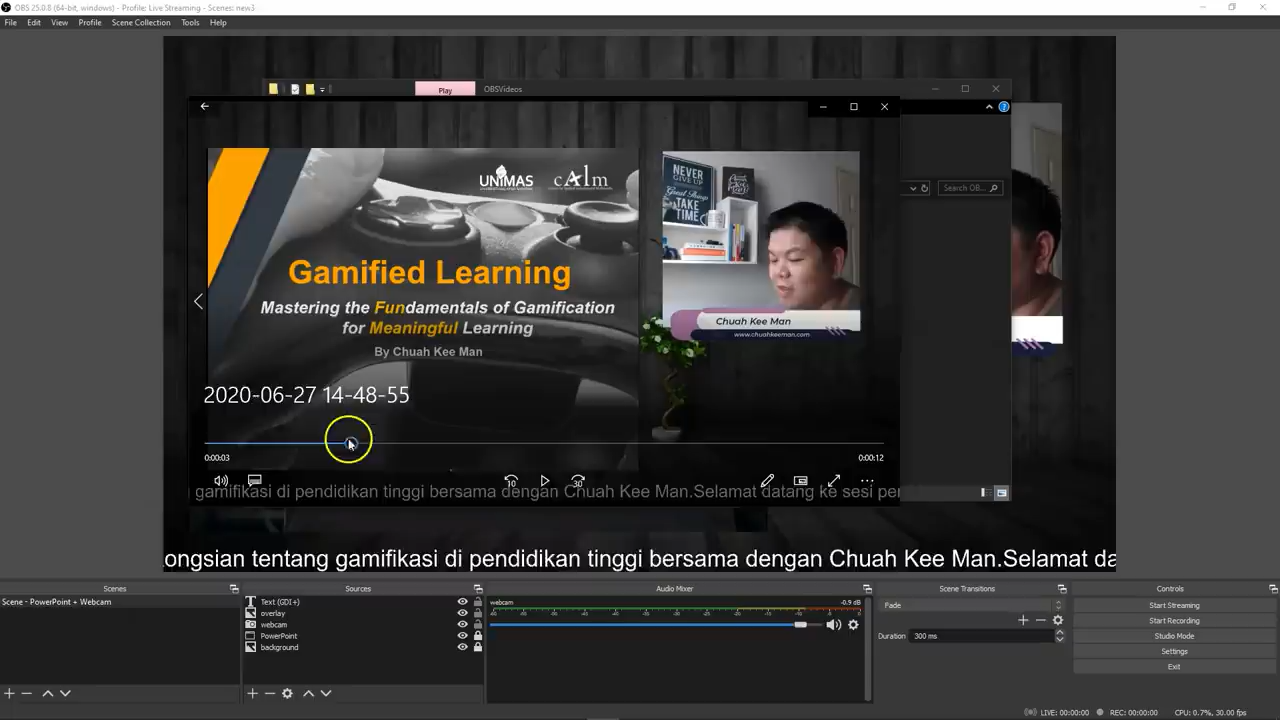 OBS 25.0.8 (64-bit, windows) - Profile: Live Streaming - Scenes: new3
File Edit View Profile Scene Collection Tools Help
Play OBSVideos
Search OB...
UNIMAS cAlm
NEVER GIVE UP
Great Things
TAKE TIME
Gamified Learning
Mastering the Fundamentals of Gamification
for Meaningful Learning
By Chuah Kee Man
Chuah Kee Man
www.chuahkeeman.com
2020-06-27 14-48-55
0:00:03 0:00:12
10 30
gamifikasi di pendidikan tinggi bersama dengan Chuah Kee Man.Selamat datang ke sesi per
ongsian tentang gamifikasi di pendidikan tinggi bersama dengan Chuah Kee Man.Selamat da
Scenes Sources Audio Mixer Scene Transitions Controls
Scene - PowerPoint + Webcam
Text (GDI+)
overlay
webcam
PowerPoint
background
webcam -0.9 dB
Fade
Duration 300 ms
Start Streaming
Start Recording
Studio Mode
Settings
Exit
LIVE: 00:00:00 REC: 00:00:00 CPU: 0.7%, 30.00 fps